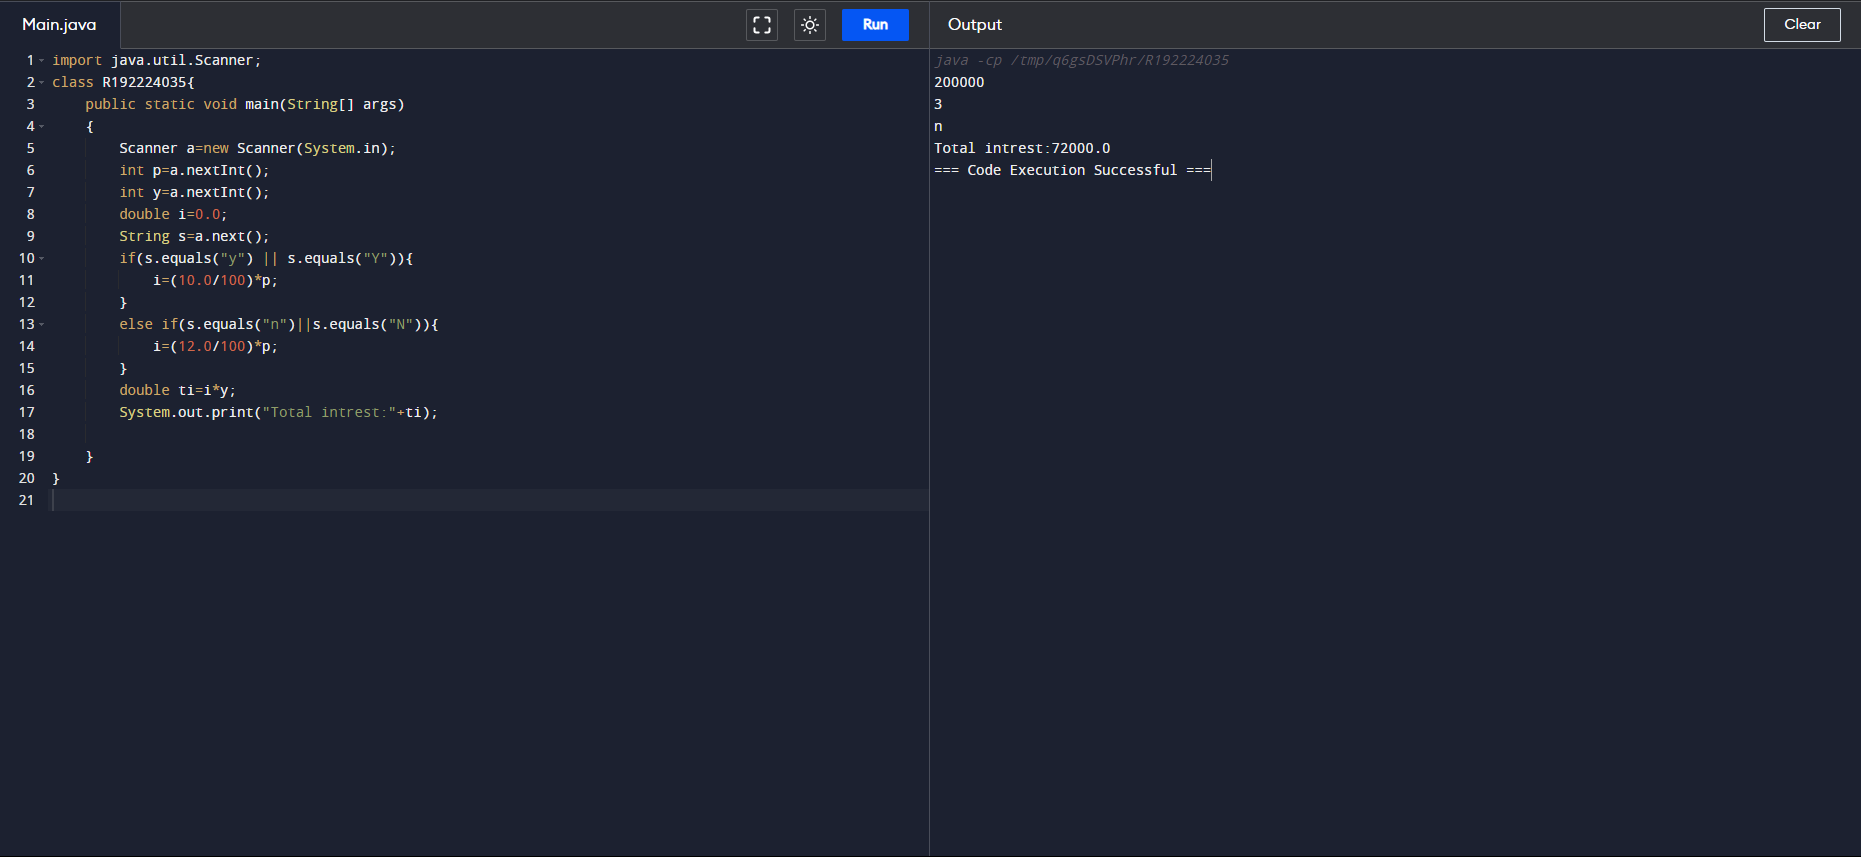 Main.java
Run
Output
Clear
1 import java.util.Scanner;
2 class R192224035{
3     public static void main(String[] args)
4     {
5         Scanner a=new Scanner(System.in);
6         int p=a.nextInt();
7         int y=a.nextInt();
8         double i=0.0;
9         String s=a.next();
10         if(s.equals("y") || s.equals("Y")){
11             i=(10.0/100)*p;
12         }
13         else if(s.equals("n")||s.equals("N")){
14             i=(12.0/100)*p;
15         }
16         double ti=i*y;
17         System.out.print("Total intrest:"+ti);
18
19     }
20 }
21
java -cp /tmp/q6gsDSVPhr/R192224035
200000
3
n
Total intrest:72000.0
=== Code Execution Successful ===